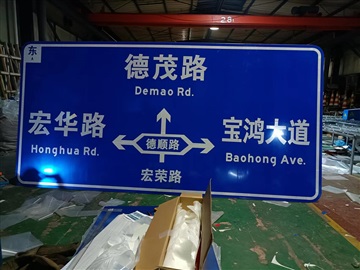 东
德茂路
Demao Rd.
宏华路
Honghua Rd.
德顺路
宝鸿大道
Baohong Ave.
宏荣路